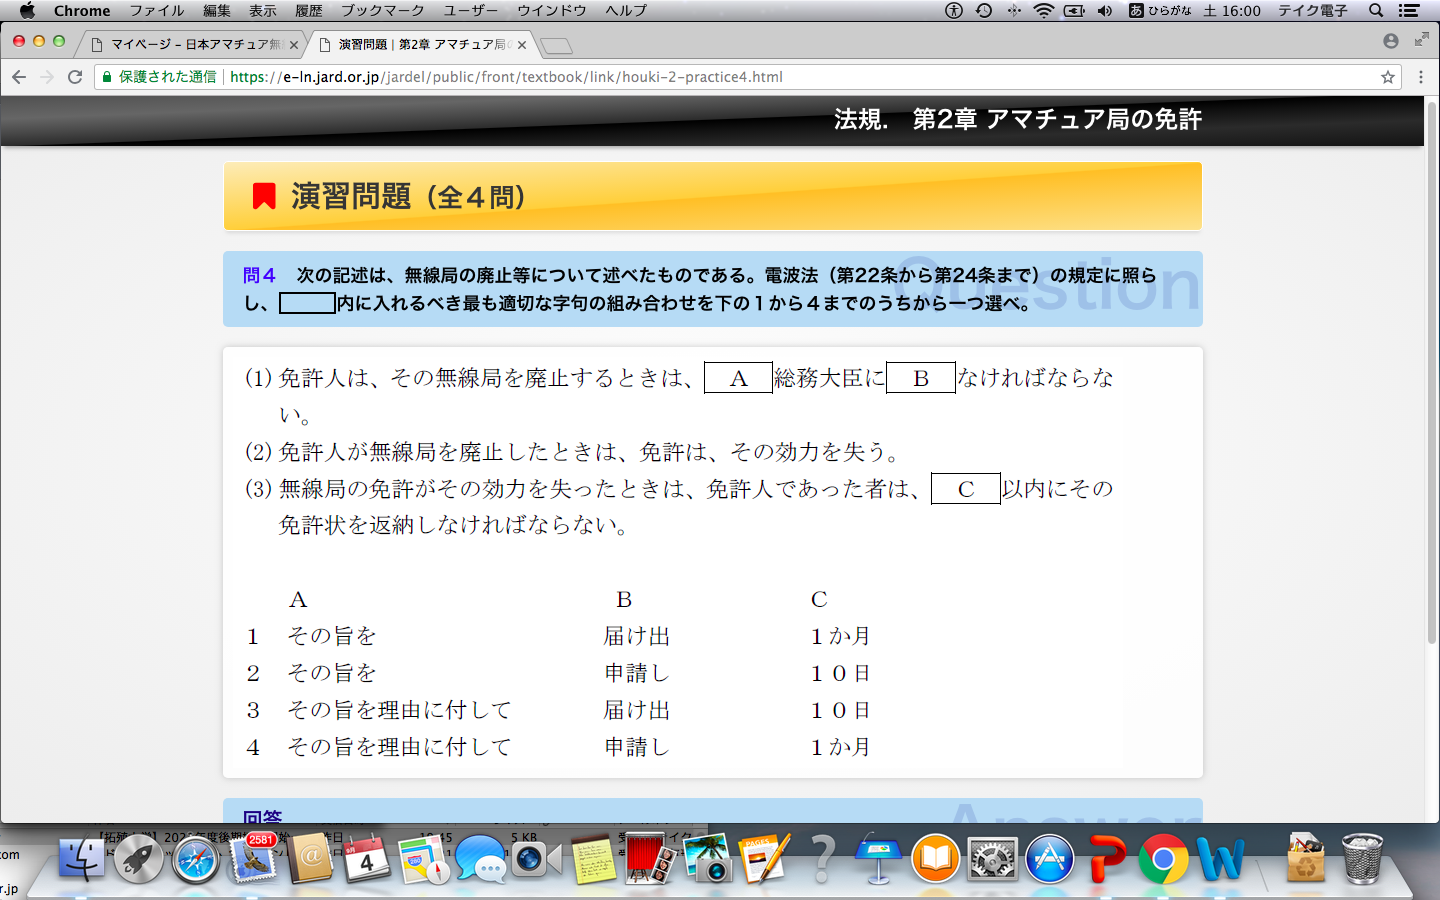 Chrome ファイル 編集 表示 履歴 ブックマーク ユーザー ウインドウ ヘルプ あ ひらがな 土 16:00 テイク電子
マイページ – 日本アマチュア無 × 演習問題 | 第2章 アマチュア局の ×
保護された通信 https://e-ln.jard.or.jp/jardel/public/front/textbook/link/houki-2-practice4.html
法規. 第2章 アマチュア局の免許
演習問題（全４問）
Question
問４ 次の記述は、無線局の廃止等について述べたものである。電波法（第22条から第24条まで）の規定に照ら
し、 内に入れるべき最も適切な字句の組み合わせを下の１から４までのうちから一つ選べ。
(1) 免許人は、その無線局を廃止するときは、 A 総務大臣に B なければならな
い。
(2) 免許人が無線局を廃止したときは、免許は、その効力を失う。
(3) 無線局の免許がその効力を失ったときは、免許人であった者は、 C 以内にその
免許状を返納しなければならない。
A B C
1 その旨を 届け出 １か月
2 その旨を 申請し １０日
3 その旨を理由に付して 届け出 １０日
4 その旨を理由に付して 申請し １か月
回答
Answer
5 KB
com
r.jp
2581
4
PAGES